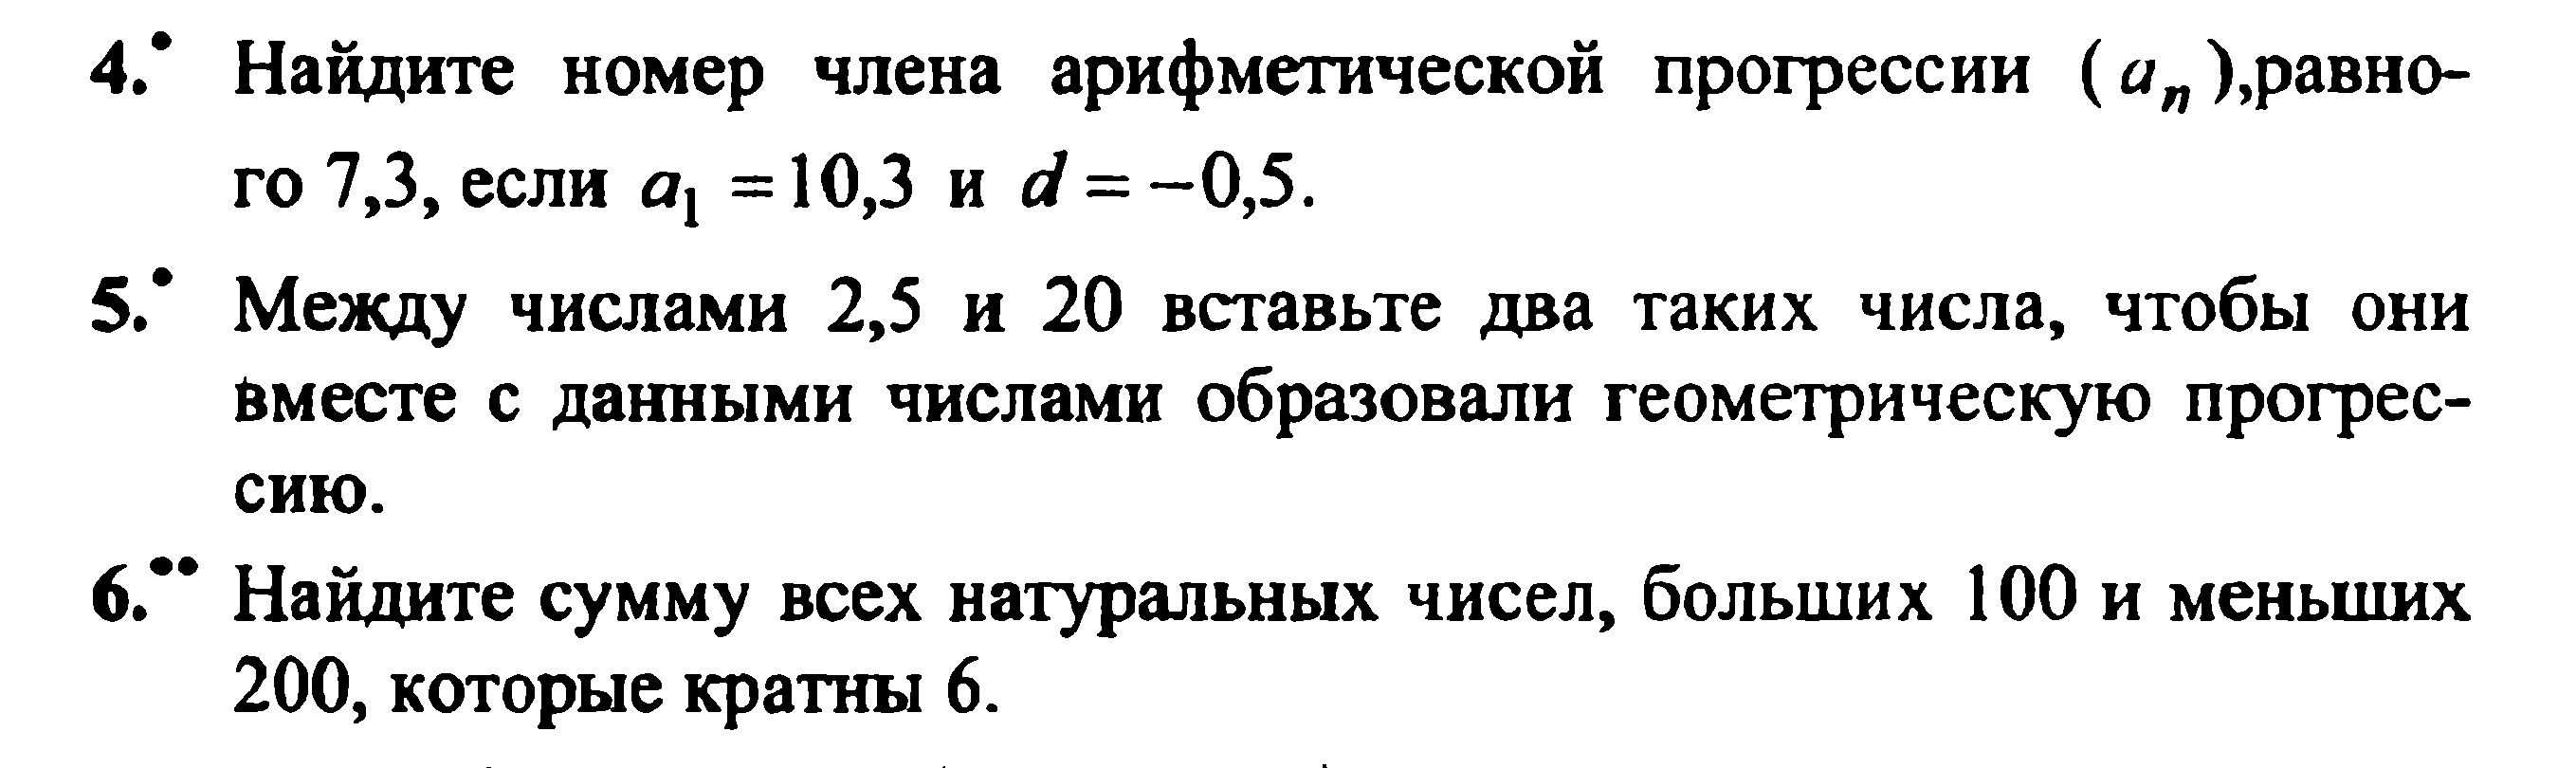 4.• Найдите номер члена арифметической прогрессии (aₙ),равно-
го 7,3, если a₁ = 10,3 и d = −0,5.
5.• Между числами 2,5 и 20 вставьте два таких числа, чтобы они
вместе с данными числами образовали геометрическую прогрес-
сию.
6.•• Найдите сумму всех натуральных чисел, больших 100 и меньших
200, которые кратны 6.